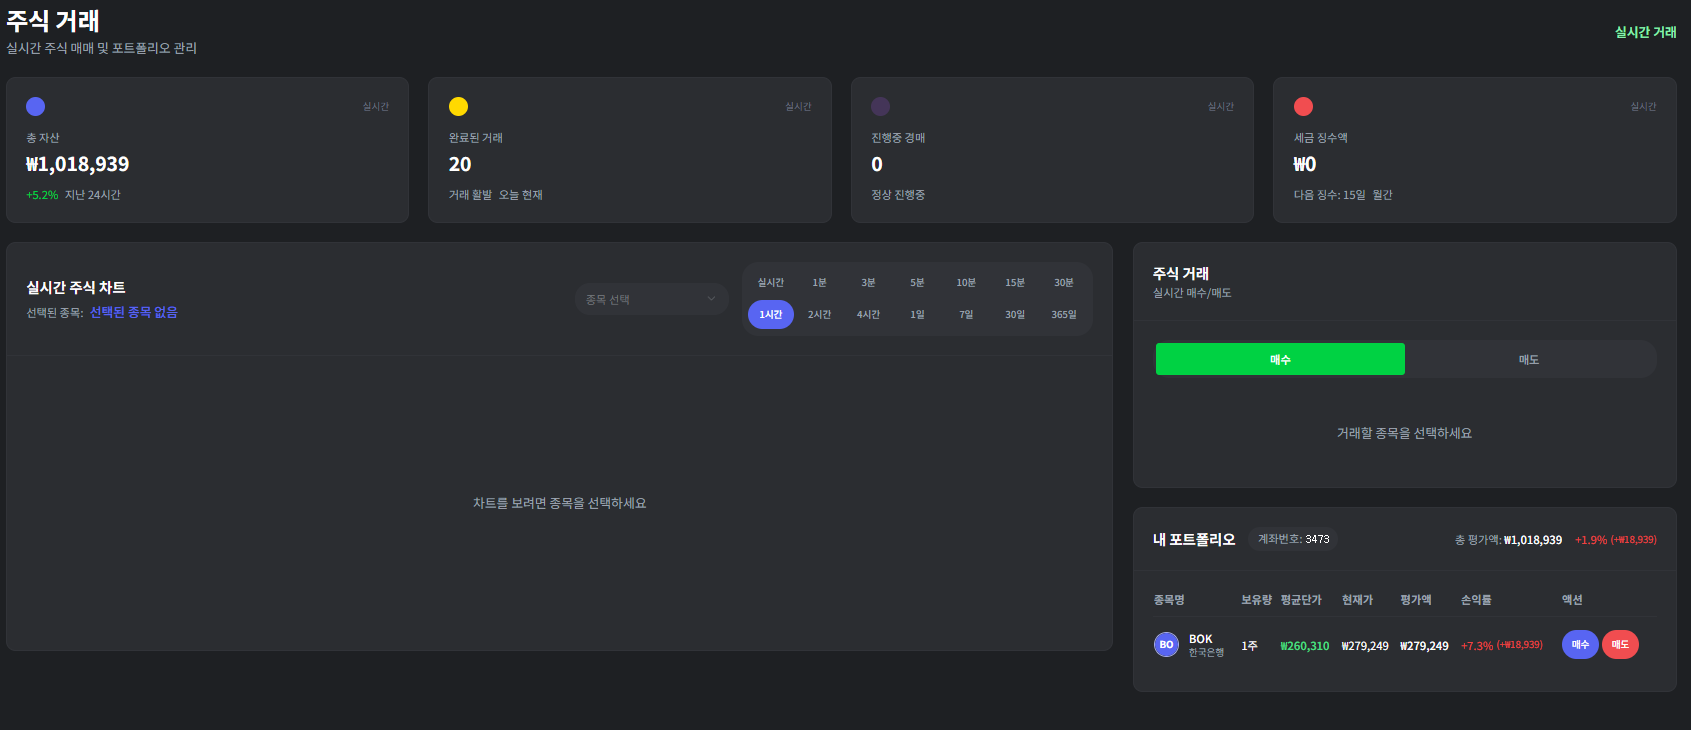 주식 거래
실시간 주식 매매 및 포트폴리오 관리
실시간 거래
실시간
총 자산
₩1,018,939
+5.2% 지난 24시간
실시간
완료된 거래
20
거래 활발 오늘 현재
실시간
진행중 경매
0
정상 진행중
실시간
세금 징수액
₩0
다음 징수: 15일 월간
실시간 주식 차트
선택된 종목: 선택된 종목 없음
종목 선택
실시간 1분 3분 5분 10분 15분 30분
1시간 2시간 4시간 1일 7일 30일 365일
차트를 보려면 종목을 선택하세요
주식 거래
실시간 매수/매도
매수 매도
거래할 종목을 선택하세요
내 포트폴리오 계좌번호: 3473 총 평가액: ₩1,018,939 +1.9% (+₩18,939)
종목명 보유량 평균단가 현재가 평가액 손익률 액션
BO BOK 1주 ₩260,310 ₩279,249 ₩279,249 +7.3% (+₩18,939) 매수 매도
한국은행